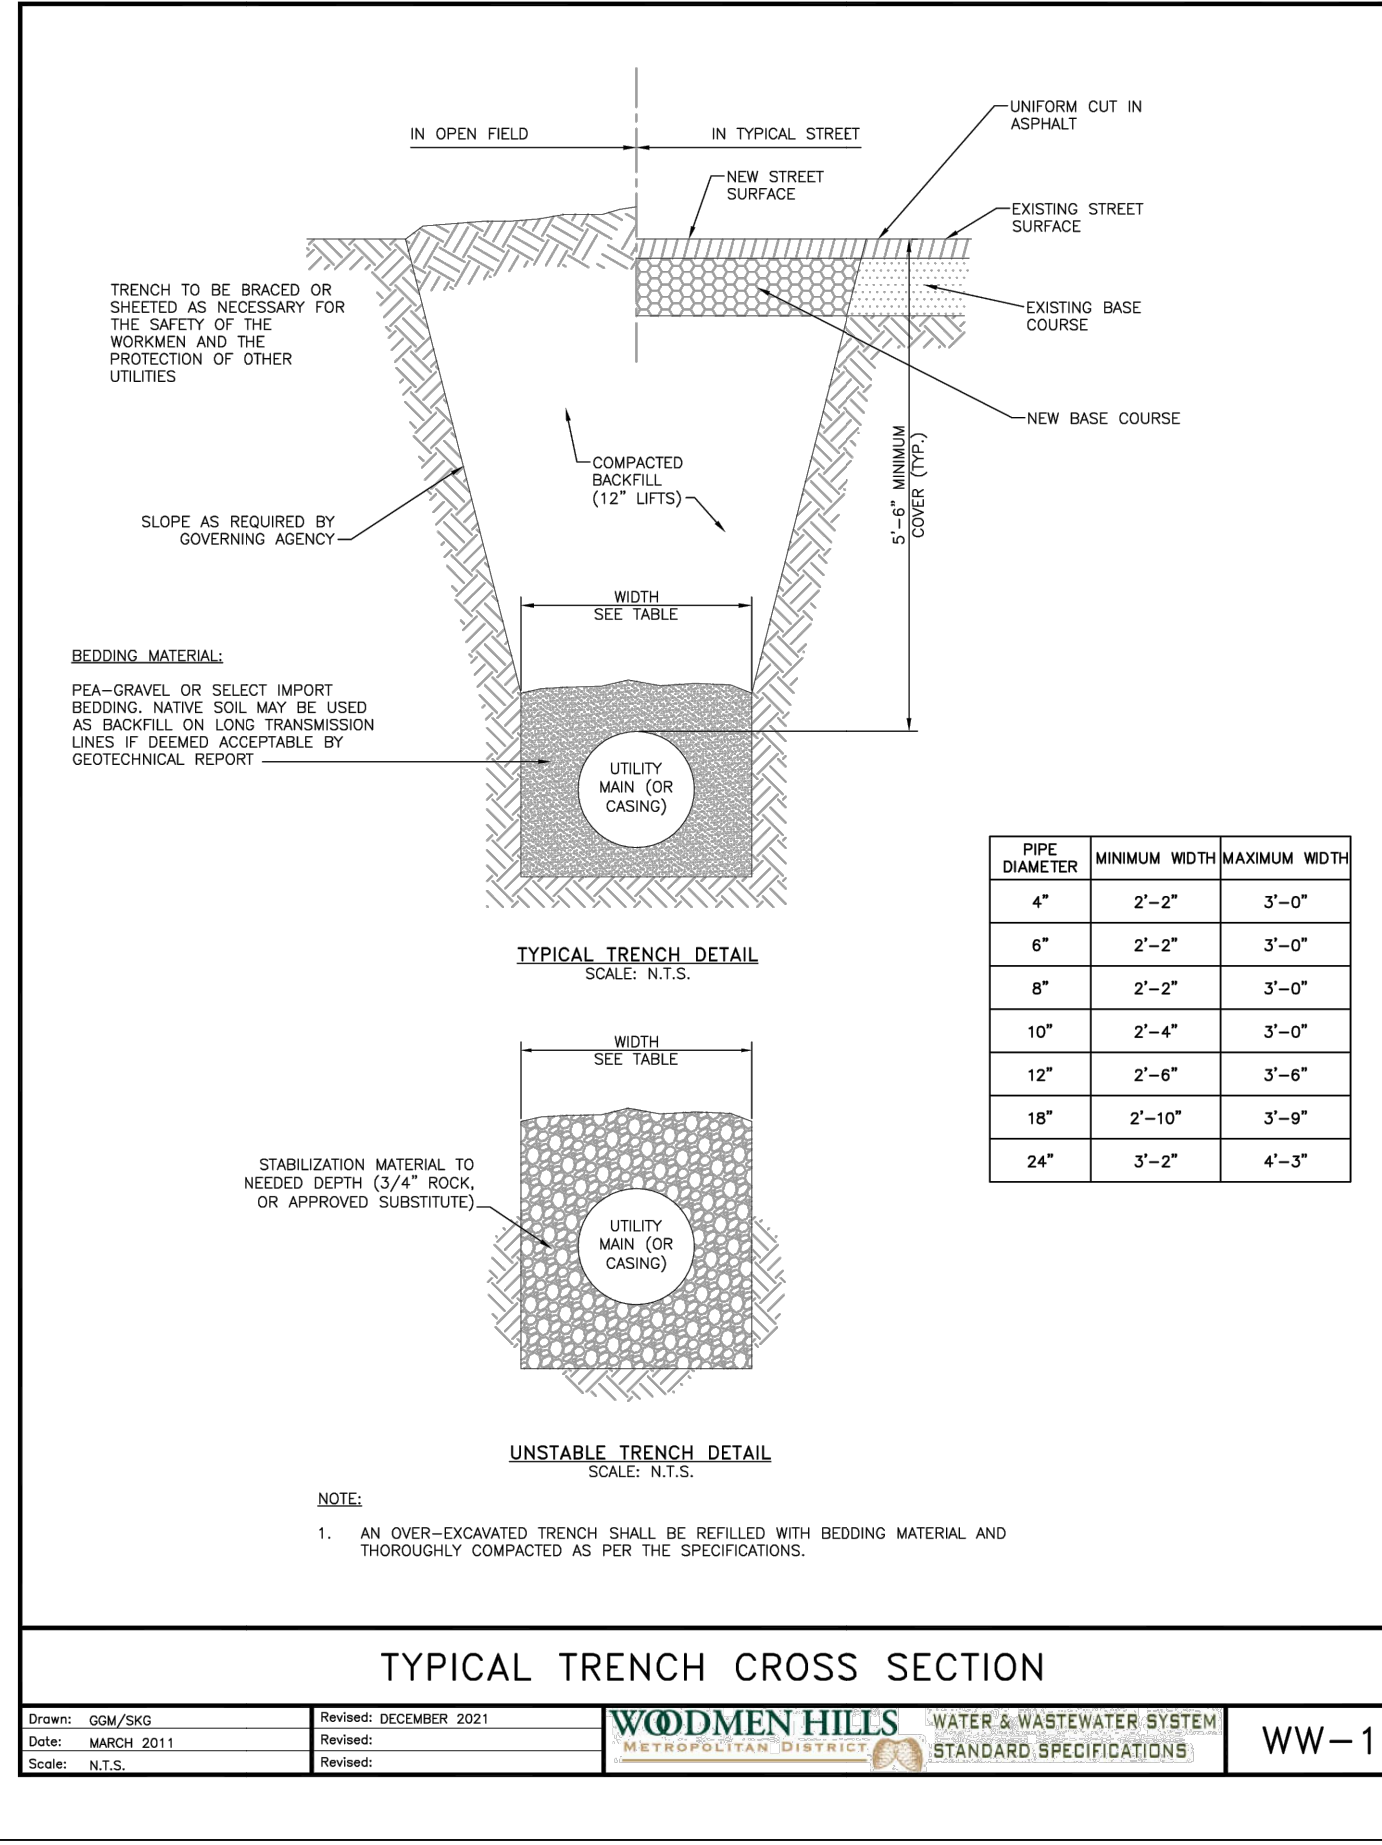 IN OPEN FIELD
IN TYPICAL STREET
UNIFORM CUT IN
ASPHALT
NEW STREET
SURFACE
EXISTING STREET
SURFACE
TRENCH TO BE BRACED OR
SHEETED AS NECESSARY FOR
THE SAFETY OF THE
WORKMEN AND THE
PROTECTION OF OTHER
UTILITIES
EXISTING BASE
COURSE
NEW BASE COURSE
COMPACTED
BACKFILL
(12" LIFTS)
5'-6" MINIMUM
COVER (TYP.)
SLOPE AS REQUIRED BY
GOVERNING AGENCY
WIDTH
SEE TABLE
BEDDING MATERIAL:
PEA-GRAVEL OR SELECT IMPORT
BEDDING. NATIVE SOIL MAY BE USED
AS BACKFILL ON LONG TRANSMISSION
LINES IF DEEMED ACCEPTABLE BY
GEOTECHNICAL REPORT
UTILITY
MAIN (OR
CASING)
TYPICAL TRENCH DETAIL
SCALE: N.T.S.
PIPE
DIAMETER MINIMUM WIDTH MAXIMUM WIDTH
4" 2'-2" 3'-0"
6" 2'-2" 3'-0"
8" 2'-2" 3'-0"
10" 2'-4" 3'-0"
12" 2'-6" 3'-6"
18" 2'-10" 3'-9"
24" 3'-2" 4'-3"
WIDTH
SEE TABLE
STABILIZATION MATERIAL TO
NEEDED DEPTH (3/4" ROCK,
OR APPROVED SUBSTITUTE)
UTILITY
MAIN (OR
CASING)
UNSTABLE TRENCH DETAIL
SCALE: N.T.S.
NOTE:
1. AN OVER-EXCAVATED TRENCH SHALL BE REFILLED WITH BEDDING MATERIAL AND
THOROUGHLY COMPACTED AS PER THE SPECIFICATIONS.
TYPICAL TRENCH CROSS SECTION
Drawn: GGM/SKG
Date: MARCH 2011
Scale: N.T.S.
Revised: DECEMBER 2021
Revised:
Revised:
WOODMEN HILLS
METROPOLITAN DISTRICT
WATER & WASTEWATER SYSTEM
STANDARD SPECIFICATIONS
WW-1